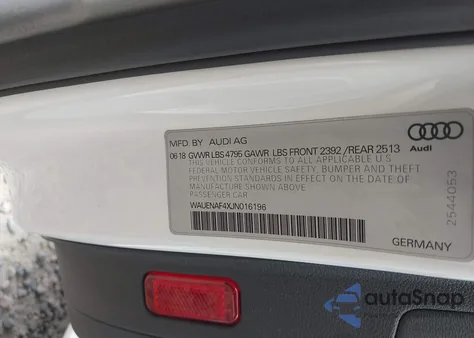 MFD. BY AUDI AG
06·18 GVWR LBS 4795 GAWR LBS FRONT 2392 / REAR 2513
THIS VEHICLE CONFORMS TO ALL APPLICABLE U.S.
FEDERAL MOTOR VEHICLE SAFETY, BUMPER AND THEFT
PREVENTION STANDARDS IN EFFECT ON THE DATE OF
MANUFACTURE SHOWN ABOVE
PASSENGER CAR
WAUENAF4XJN016196
Audi
2544053
GERMANY
autoSnap
Powered by